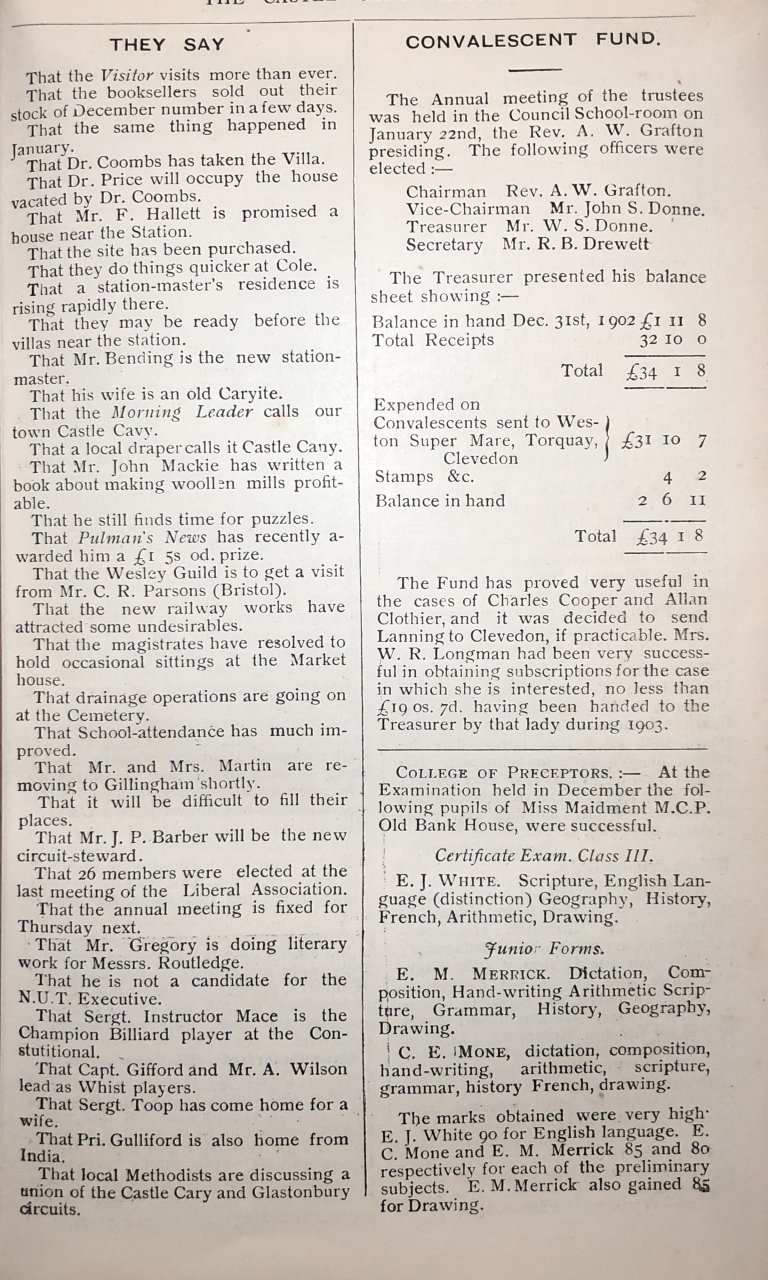 THEY SAY
That the Visitor visits more than ever.
That the booksellers sold out their
stock of December number in a few days.
That the same thing happened in
January.
That Dr. Coombs has taken the Villa.
That Dr. Price will occupy the house
vacated by Dr. Coombs.
That Mr. F. Hallett is promised a
house near the Station.
That the site has been purchased.
That they do things quicker at Cole.
That a station-master's residence is
rising rapidly there.
That they may be ready before the
villas near the station.
That Mr. Bending is the new station-
master.
That his wife is an old Caryite.
That the Morning Leader calls our
town Castle Cavy.
That a local draper calls it Castle Cany.
That Mr. John Mackie has written a
book about making woollen mills profit-
able.
That he still finds time for puzzles.
That Pulman's News has recently a-
warded him a £1 5s od. prize.
That the Wesley Guild is to get a visit
from Mr. C. R. Parsons (Bristol).
That the new railway works have
attracted some undesirables.
That the magistrates have resolved to
hold occasional sittings at the Market
house.
That drainage operations are going on
at the Cemetery.
That School-attendance has much im-
proved.
That Mr. and Mrs. Martin are re-
moving to Gillingham shortly.
That it will be difficult to fill their
places.
That Mr. J. P. Barber will be the new
circuit-steward.
That 26 members were elected at the
last meeting of the Liberal Association.
That the annual meeting is fixed for
Thursday next.
That Mr. Gregory is doing literary
work for Messrs. Routledge.
That he is not a candidate for the
N.U.T. Executive.
That Sergt. Instructor Mace is the
Champion Billiard player at the Con-
stutitional.
That Capt. Gifford and Mr. A. Wilson
lead as Whist players.
That Sergt. Toop has come home for a
wife.
That Pri. Gulliford is also home from
India.
That local Methodists are discussing a
union of the Castle Cary and Glastonbury
circuits.
CONVALESCENT FUND.
The Annual meeting of the trustees
was held in the Council School-room on
January 22nd, the Rev. A. W. Grafton
presiding. The following officers were
elected :—
Chairman Rev. A. W. Grafton.
Vice-Chairman Mr. John S. Donne.
Treasurer Mr. W. S. Donne.
Secretary Mr. R. B. Drewett
The Treasurer presented his balance
sheet showing :—
Balance in hand Dec. 31st, 1902 £1 11 8
Total Receipts 32 10 0
Total £34 1 8
Expended on
Convalescents sent to Wes-
ton Super Mare, Torquay, £31 10 7
Clevedon
Stamps &c. 4 2
Balance in hand 2 6 11
Total £34 1 8
The Fund has proved very useful in
the cases of Charles Cooper and Allan
Clothier, and it was decided to send
Lanning to Clevedon, if practicable. Mrs.
W. R. Longman had been very success-
ful in obtaining subscriptions for the case
in which she is interested, no less than
£19 0s. 7d. having been handed to the
Treasurer by that lady during 1903.
COLLEGE OF PRECEPTORS. :— At the
Examination held in December the fol-
lowing pupils of Miss Maidment M.C.P.
Old Bank House, were successful.
Certificate Exam. Class III.
E. J. WHITE. Scripture, English Lan-
guage (distinction) Geography, History,
French, Arithmetic, Drawing.
Junior Forms.
E. M. MERRICK. Dictation, Com-
position, Hand-writing Arithmetic Scrip-
ture, Grammar, History, Geography,
Drawing.
C. E. MONE, dictation, composition,
hand-writing, arithmetic, scripture,
grammar, history French, drawing.
The marks obtained were very high·
E. J. White 90 for English language. E.
C. Mone and E. M. Merrick 85 and 80
respectively for each of the preliminary
subjects. E. M. Merrick also gained 85
for Drawing.